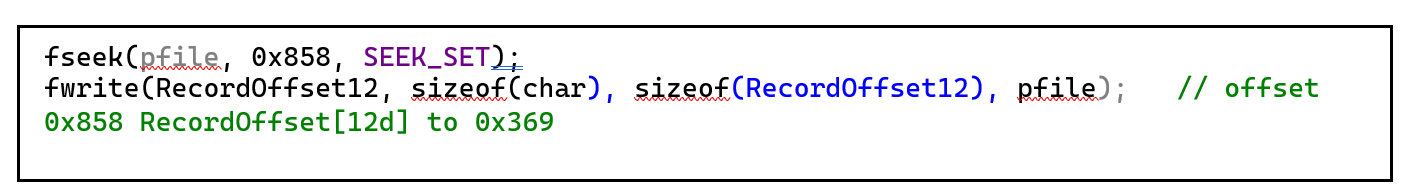 fseek(pfile, 0x858, SEEK_SET);
fwrite(RecordOffset12, sizeof(char), sizeof(RecordOffset12), pfile);   // offset
0x858 RecordOffset[12d] to 0x369